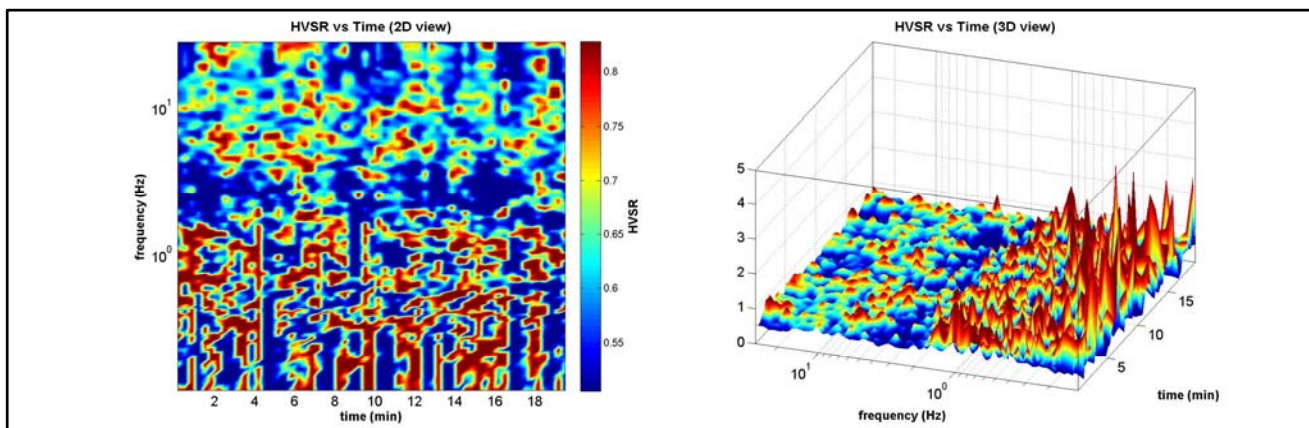 HVSR vs Time (2D view)
10^1
10^0
frequency (Hz)
2 4 6 8 10 12 14 16 18
time (min)
0.8
0.75
0.7
0.65
0.6
0.55
HVSR
HVSR vs Time (3D view)
5
4
3
2
1
0
10^1
10^0
frequency (Hz)
5
10
15
time (min)